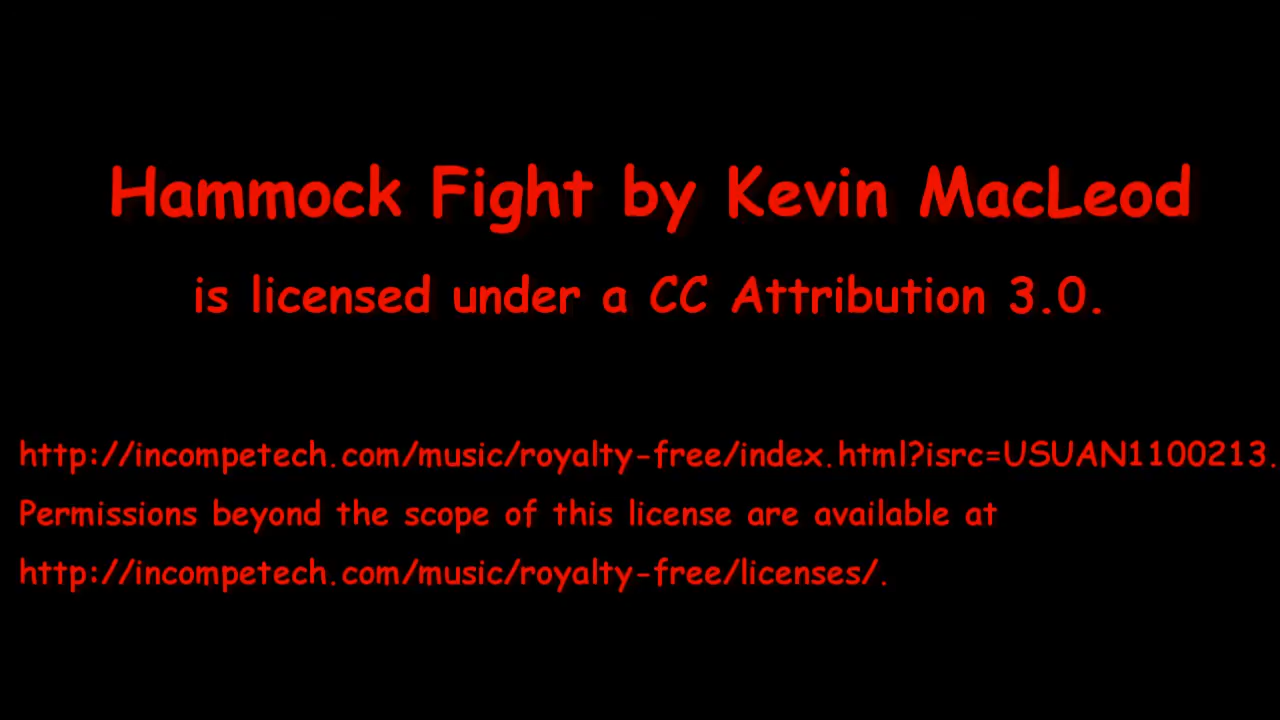 Hammock Fight by Kevin MacLeod
is licensed under a CC Attribution 3.0.
http://incompetech.com/music/royalty-free/index.html?isrc=USUAN1100213.
Permissions beyond the scope of this license are available at
http://incompetech.com/music/royalty-free/licenses/.